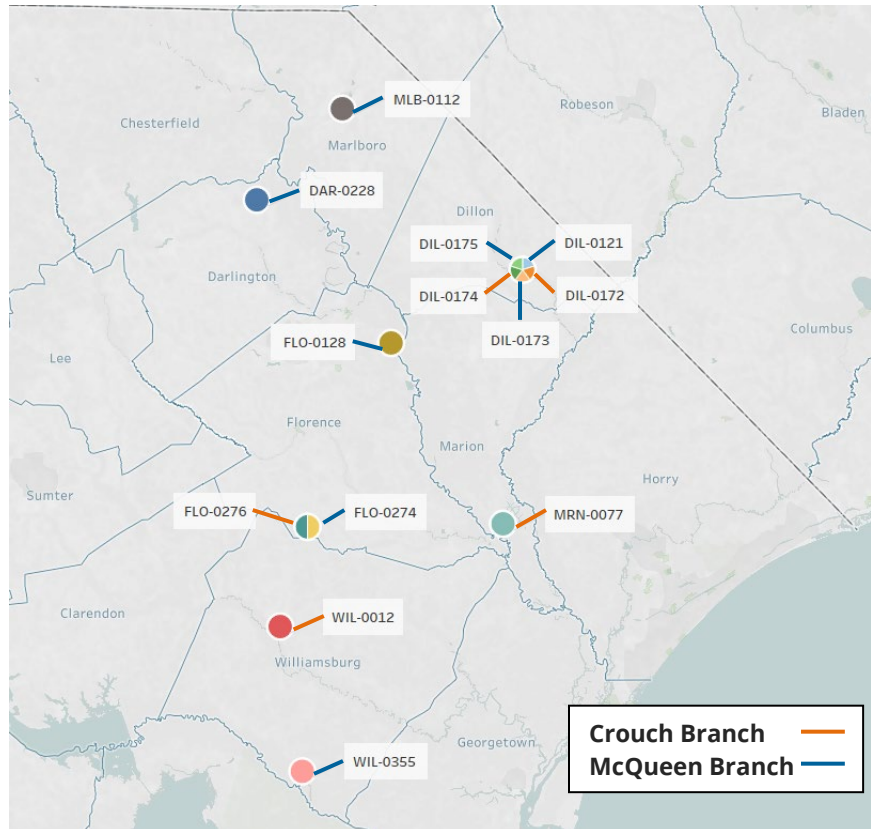 MLB-0112
Robeson
Bladen
Chesterfield
Marlboro
DAR-0228
Dillon
DIL-0175
DIL-0121
Darlington
DIL-0174
DIL-0172
Columbus
FLO-0128
DIL-0173
Lee
Florence
Marion
Horry
Sumter
FLO-0276
FLO-0274
MRN-0077
Clarendon
WIL-0012
Williamsburg
Georgetown
WIL-0355
Crouch Branch
McQueen Branch